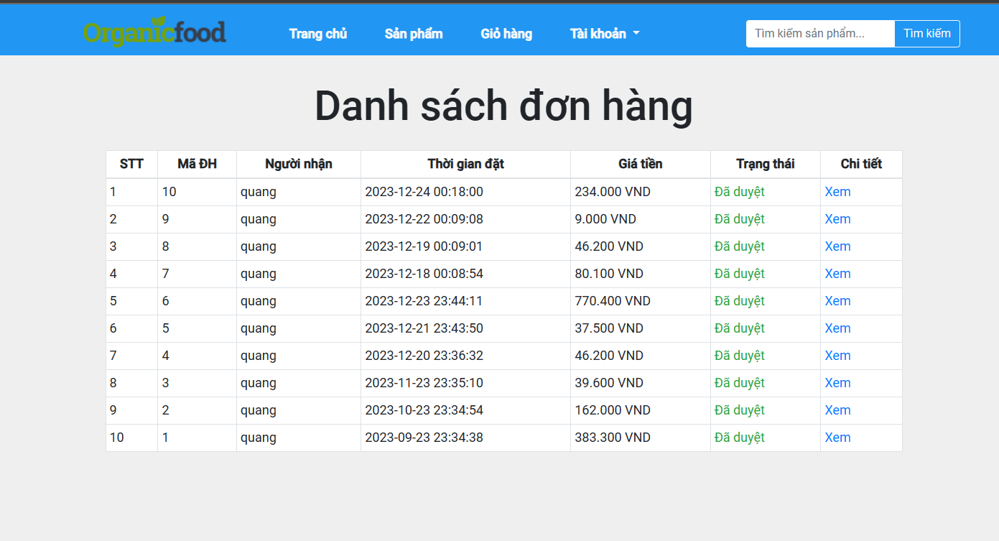 Organicfood Trang chủ Sản phẩm Giỏ hàng Tài khoản Tìm kiếm sản phẩm... Tìm kiếm
Danh sách đơn hàng
STT Mã ĐH Người nhận Thời gian đặt Giá tiền Trạng thái Chi tiết
1 10 quang 2023-12-24 00:18:00 234.000 VND Đã duyệt Xem
2 9 quang 2023-12-22 00:09:08 9.000 VND Đã duyệt Xem
3 8 quang 2023-12-19 00:09:01 46.200 VND Đã duyệt Xem
4 7 quang 2023-12-18 00:08:54 80.100 VND Đã duyệt Xem
5 6 quang 2023-12-23 23:44:11 770.400 VND Đã duyệt Xem
6 5 quang 2023-12-21 23:43:50 37.500 VND Đã duyệt Xem
7 4 quang 2023-12-20 23:36:32 46.200 VND Đã duyệt Xem
8 3 quang 2023-11-23 23:35:10 39.600 VND Đã duyệt Xem
9 2 quang 2023-10-23 23:34:54 162.000 VND Đã duyệt Xem
10 1 quang 2023-09-23 23:34:38 383.300 VND Đã duyệt Xem